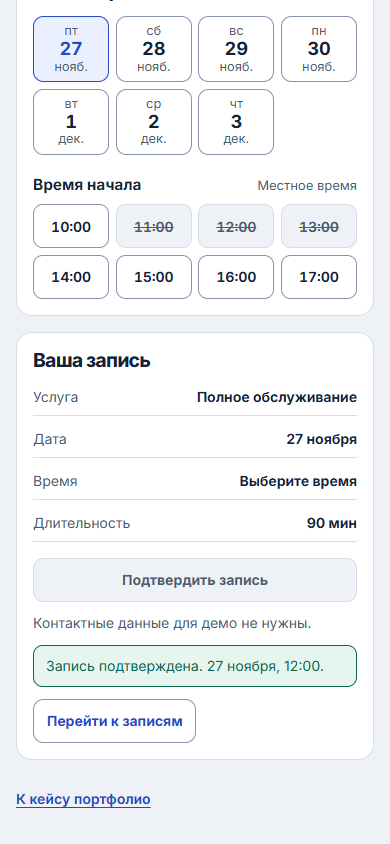 пт сб вс пн
27 28 29 30
нояб. нояб. нояб. нояб.
вт ср чт
1 2 3
дек. дек. дек.
Время начала Местное время
10:00 11:00 12:00 13:00
14:00 15:00 16:00 17:00
Ваша запись
Услуга Полное обслуживание
Дата 27 ноября
Время Выберите время
Длительность 90 мин
Подтвердить запись
Контактные данные для демо не нужны.
Запись подтверждена. 27 ноября, 12:00.
Перейти к записям
К кейсу портфолио